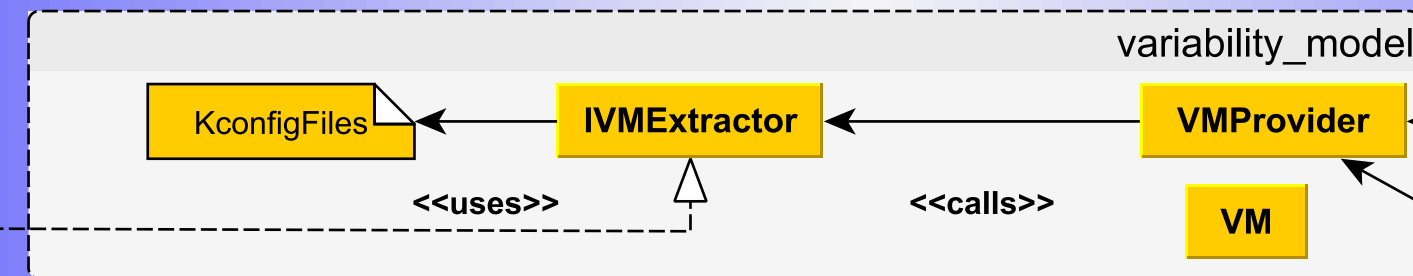 variability_model
KconfigFiles
IVMExtractor
VMProvider
<<uses>>
<<calls>>
VM